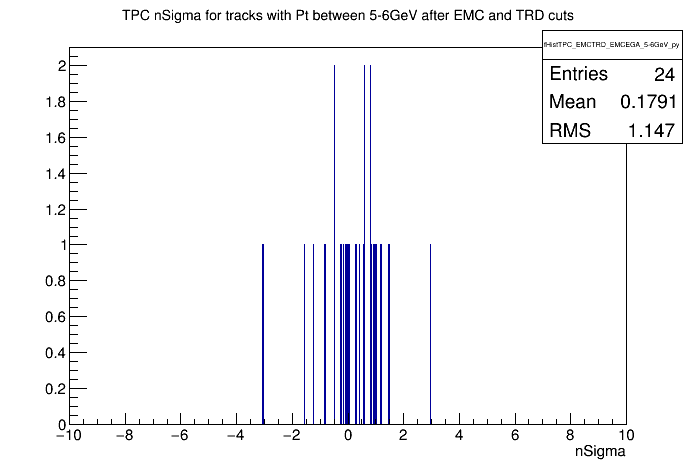 TPC nSigma for tracks with Pt between 5-6GeV after EMC and TRD cuts
fHistTPC_EMCTRD_EMCEGA_5-6GeV_py
Entries 24
Mean 0.1791
RMS 1.147
2
1.8
1.6
1.4
1.2
1
0.8
0.6
0.4
0.2
0
−10 −8 −6 −4 −2 0 2 4 6 8 10
nSigma